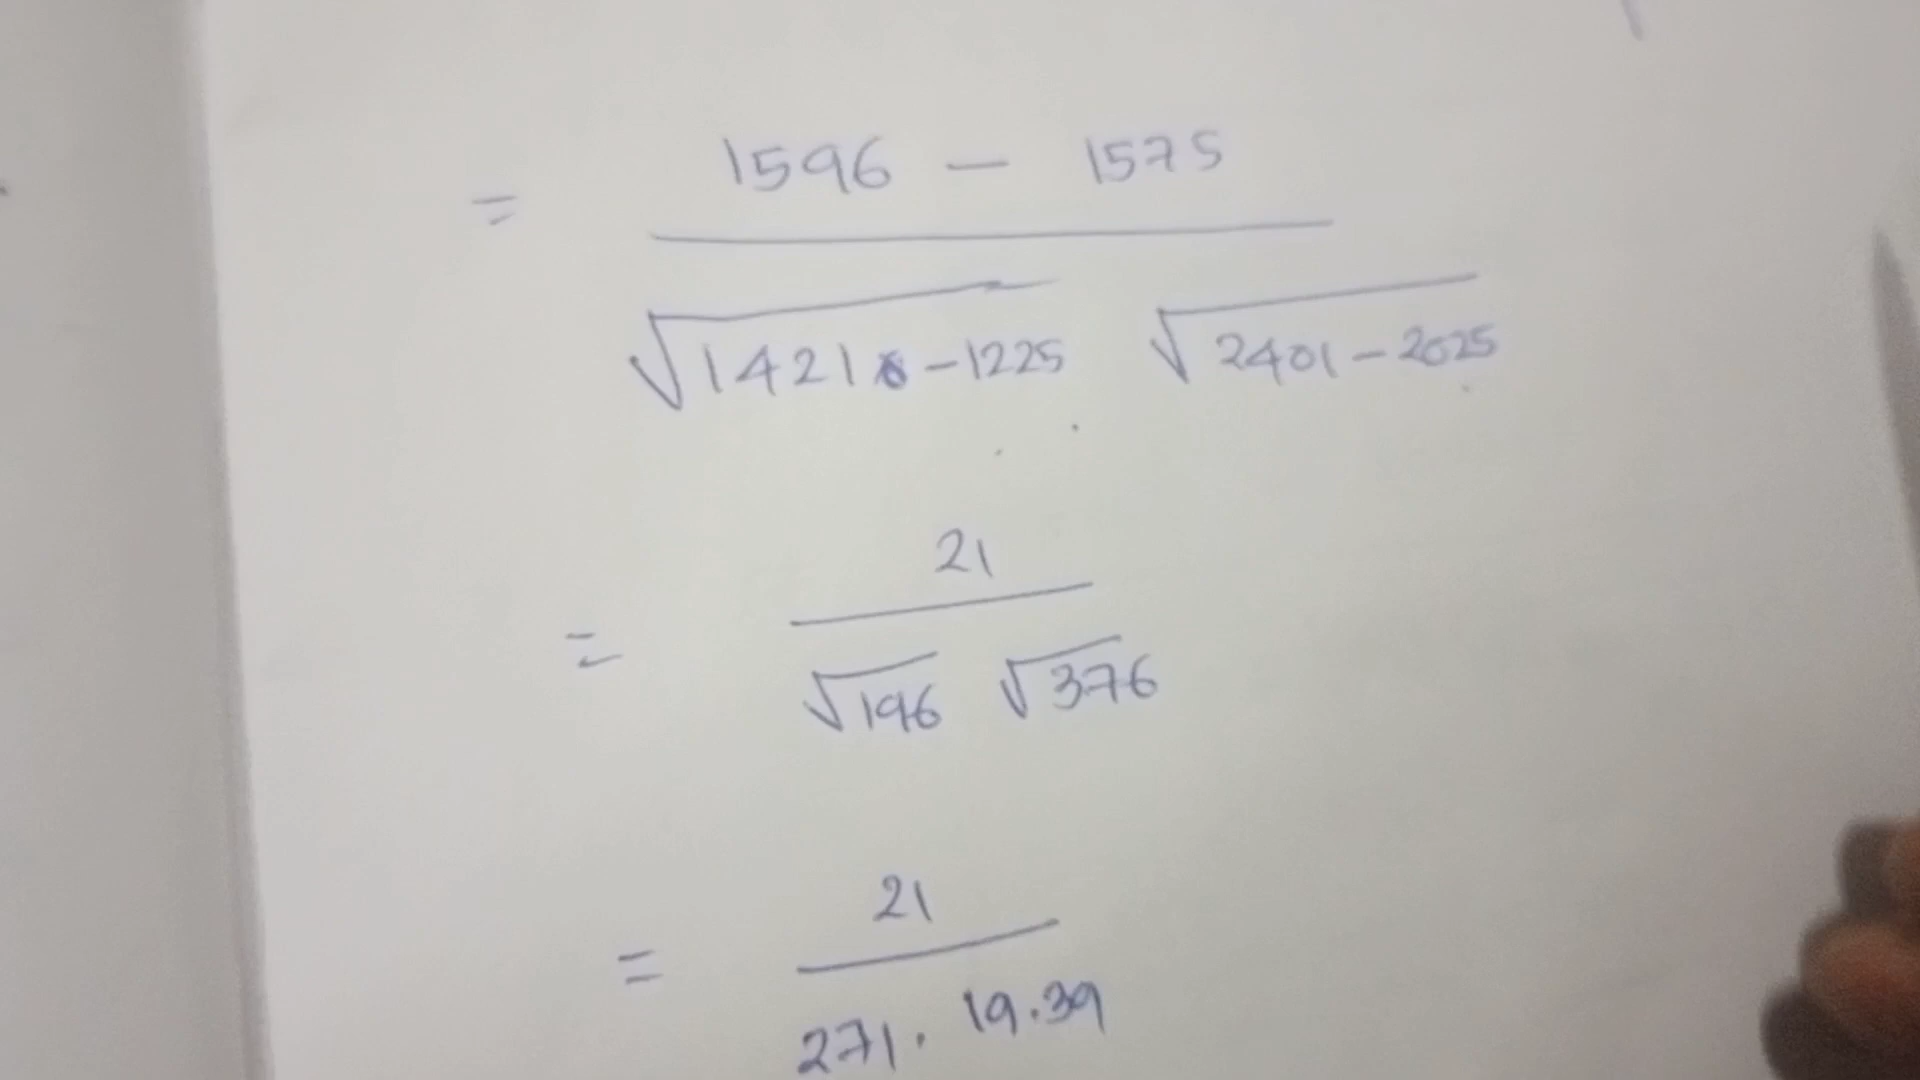 = 1596 - 1575
√1421 - 1225 √2401 - 2025
= 21
√196 √376
= 21
271. 19.39